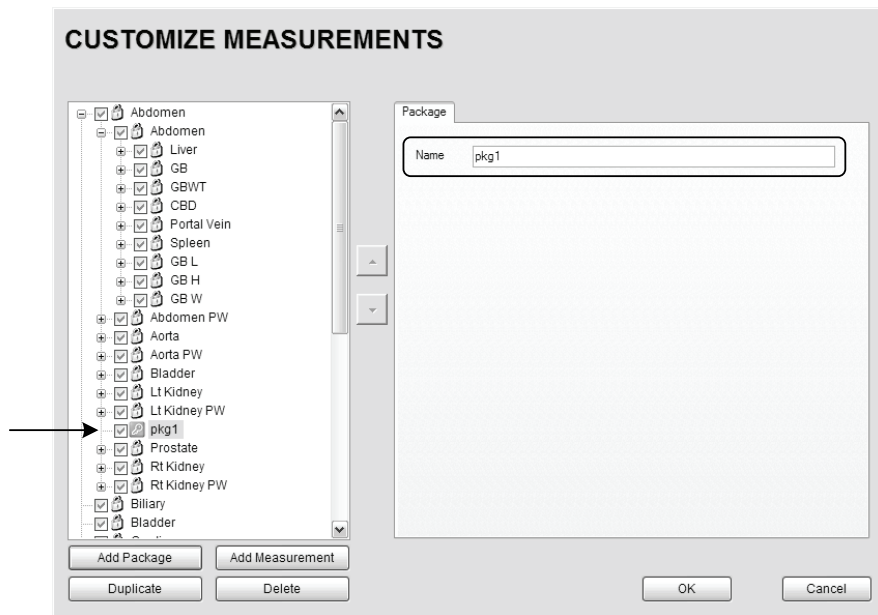 CUSTOMIZE MEASUREMENTS
Abdomen
Abdomen
Liver
GB
GBWT
CBD
Portal Vein
Spleen
GB L
GB H
GB W
Abdomen PW
Aorta
Aorta PW
Bladder
Lt Kidney
Lt Kidney PW
pkg1
Prostate
Rt Kidney
Rt Kidney PW
Biliary
Bladder
Package
Name pkg1
Add Package Add Measurement
Duplicate Delete
OK Cancel